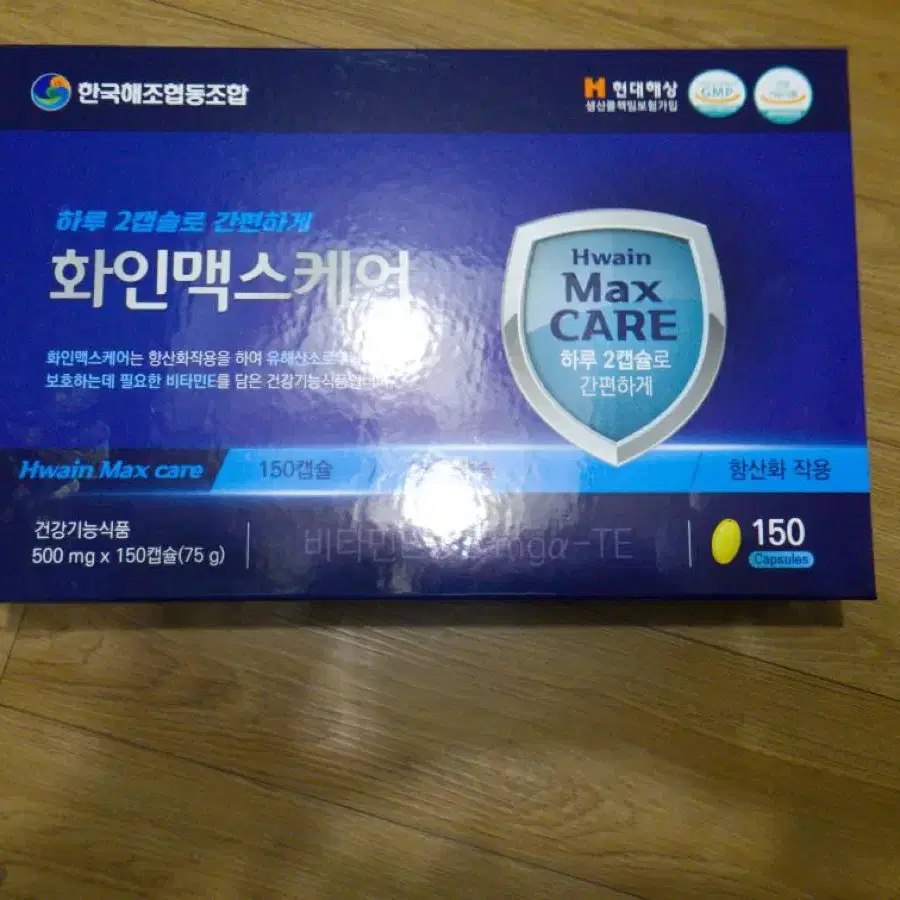 한국해조협동조합
현대해상
생산물책임보험가입
GMP
하루 2캡슐로 간편하게
화인맥스케어
화인맥스케어는 항산화작용을 하여 유해산소로
보호하는데 필요한 비타민E를 담은 건강기능식품입니다
Hwain
Max
CARE
하루 2캡슐로
간편하게
Hwain Max care
150캡슐
항산화 작용
건강기능식품
500 mg x 150캡슐(75 g)
비타민E mgα-TE
150
Capsules